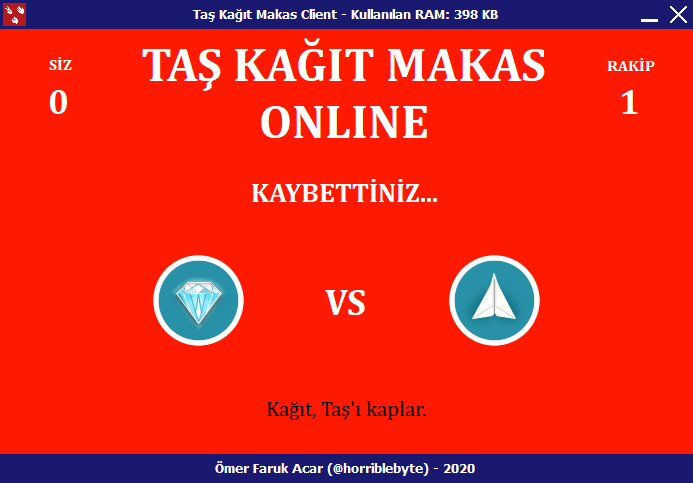 Taş Kağıt Makas Client - Kullanılan RAM: 398 KB
SİZ
0
TAŞ KAĞIT MAKAS
ONLINE
RAKİP
1
KAYBETTİNİZ...
VS
Kağıt, Taş'ı kaplar.
Ömer Faruk Acar (@horriblebyte) - 2020